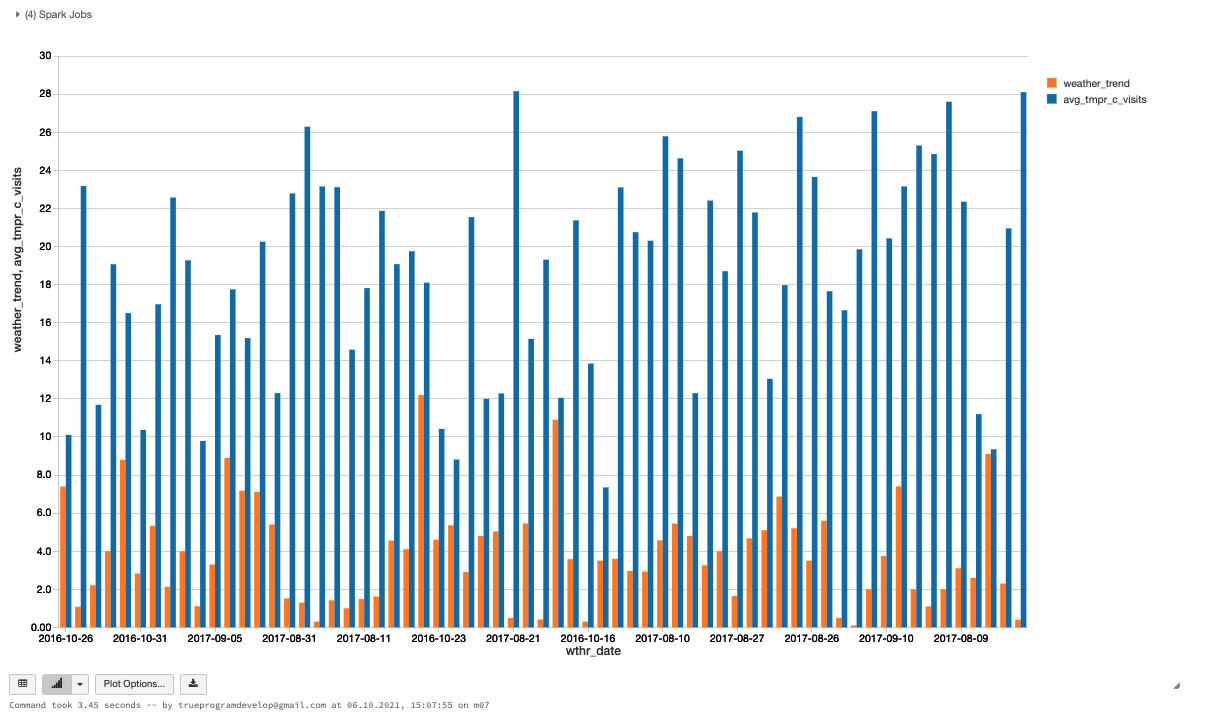 (4) Spark Jobs
30
28
26
24
22
20
18
16
14
12
10
8.0
6.0
4.0
2.0
0.00
weather_trend, avg_tmpr_c_visits
weather_trend
avg_tmpr_c_visits
2016-10-26 2016-10-31 2017-09-05 2017-08-31 2017-08-11 2016-10-23 2017-08-21 2016-10-16 2017-08-10 2017-08-27 2017-08-26 2017-09-10 2017-08-09
wthr_date
Plot Options...
Command took 3.45 seconds -- by trueprogramdevelop@gmail.com at 06.10.2021, 15:07:55 on m07